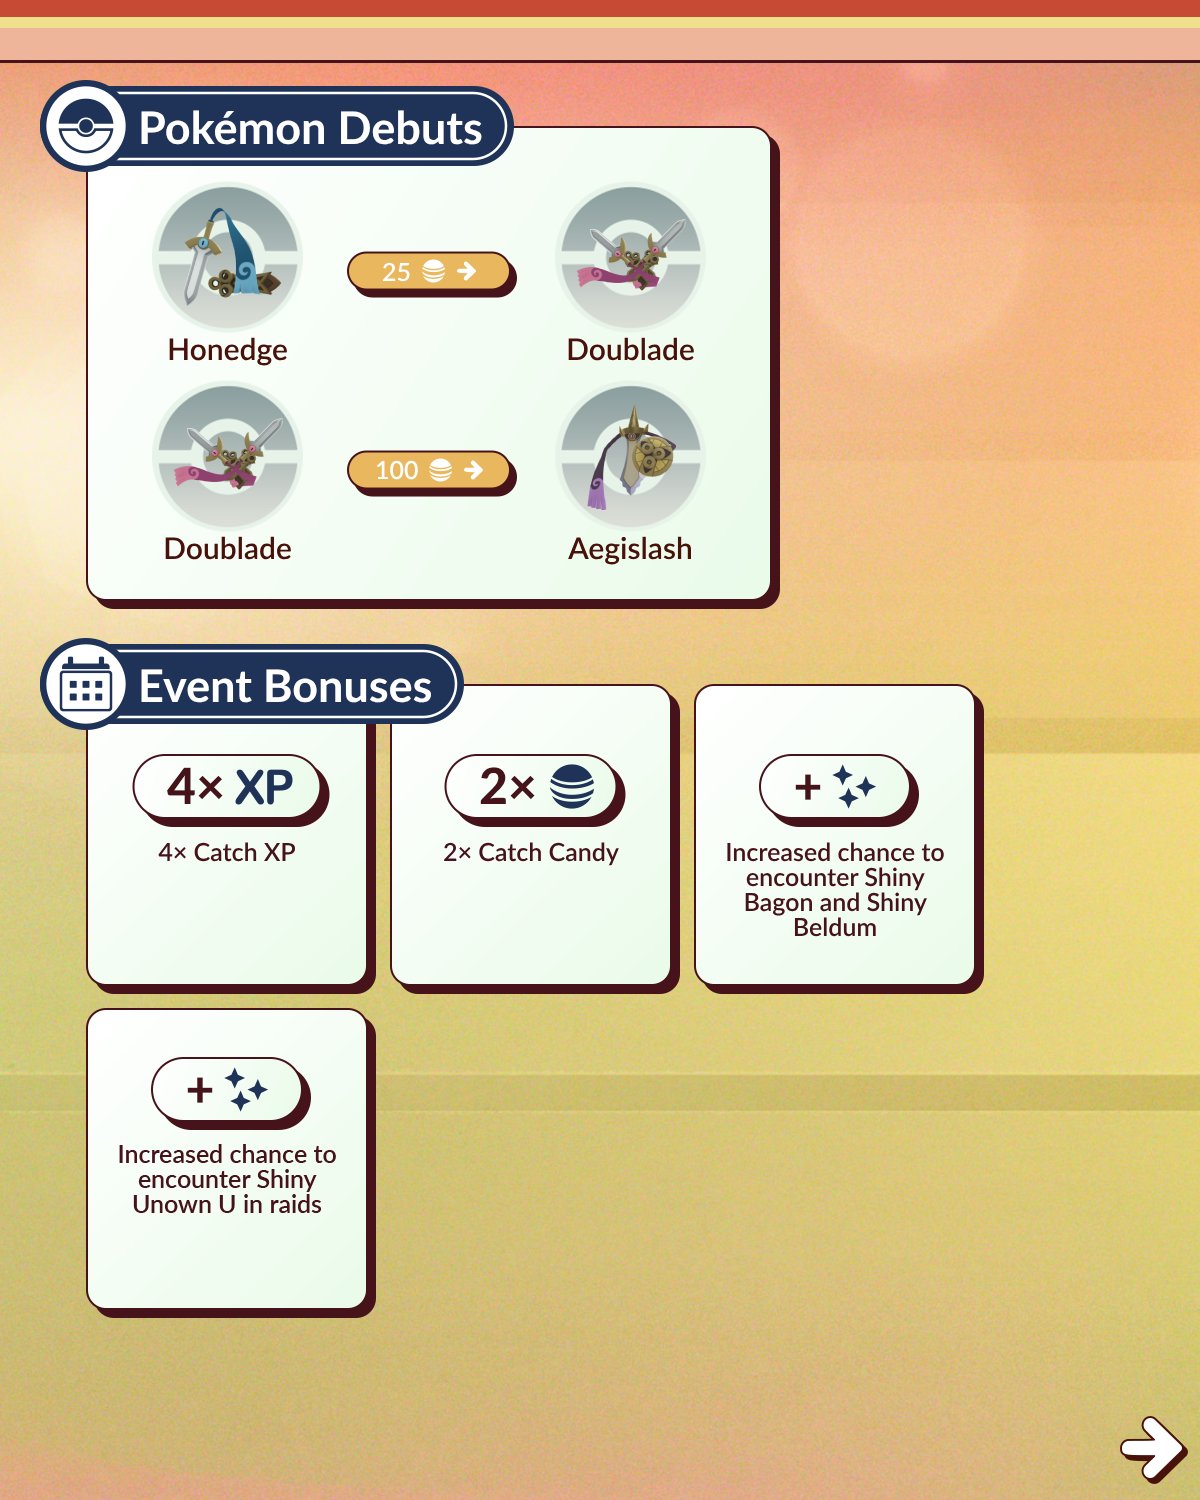 Pokémon Debuts
25
Honedge
Doublade
100
Doublade
Aegislash
Event Bonuses
4× XP
4× Catch XP
2×
2× Catch Candy
+
Increased chance to
encounter Shiny
Bagon and Shiny
Beldum
+
Increased chance to
encounter Shiny
Unown U in raids